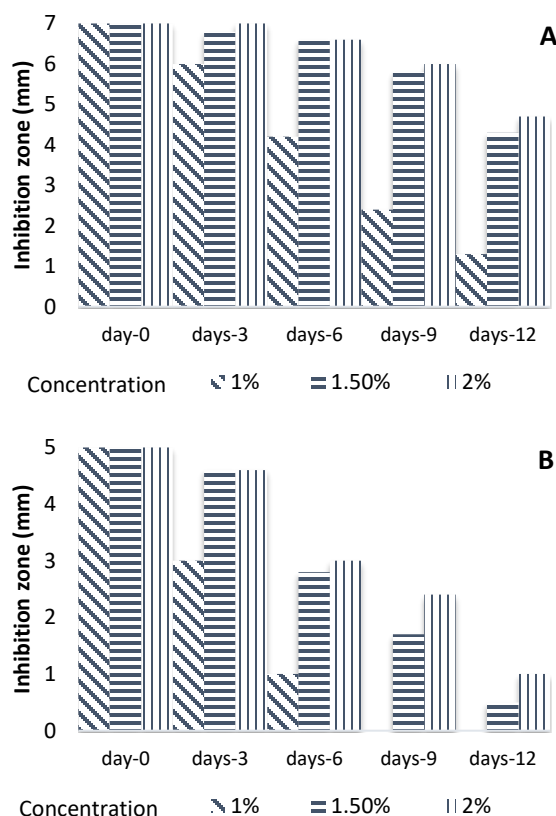 A
Inhibition zone (mm)
7
6
5
4
3
2
1
0
day-0 days-3 days-6 days-9 days-12
Concentration 1% 1.50% 2%
B
Inhibition zone (mm)
5
4
3
2
1
0
day-0 days-3 days-6 days-9 days-12
Concentration 1% 1.50% 2%